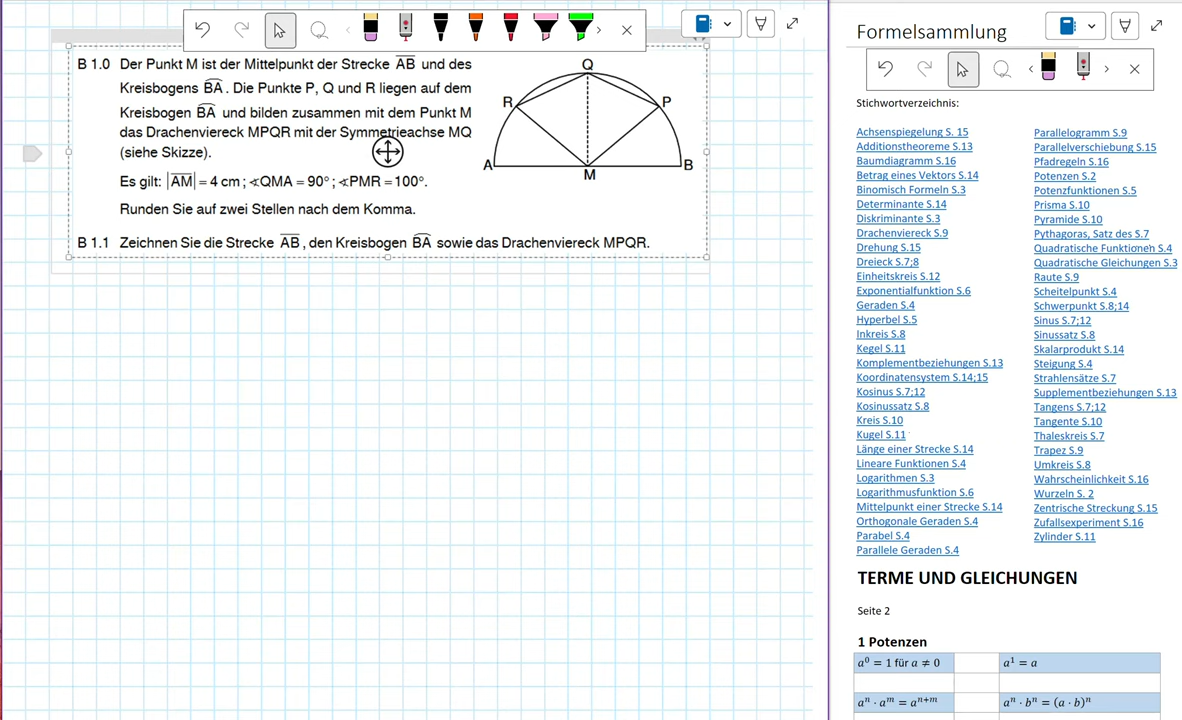 B 1.0 Der Punkt M ist der Mittelpunkt der Strecke AB und des
Kreisbogens BA. Die Punkte P, Q und R liegen auf dem
Kreisbogen BA und bilden zusammen mit dem Punkt M
das Drachenviereck MPQR mit der Symmetrieachse MQ
(siehe Skizze).
Es gilt: |AM| = 4 cm ; ∢QMA = 90° ; ∢PMR = 100°.
Runden Sie auf zwei Stellen nach dem Komma.
B 1.1 Zeichnen Sie die Strecke AB, den Kreisbogen BA sowie das Drachenviereck MPQR.
Q
R
P
A
B
M
Formelsammlung
Stichwortverzeichnis:
Achsenspiegelung S. 15
Additionstheoreme S.13
Baumdiagramm S.16
Betrag eines Vektors S.14
Binomisch Formeln S.3
Determinante S.14
Diskriminante S.3
Drachenviereck S.9
Drehung S.15
Dreieck S.7;8
Einheitskreis S.12
Exponentialfunktion S.6
Geraden S.4
Hyperbel S.5
Inkreis S.8
Kegel S.11
Komplementbeziehungen S.13
Koordinatensystem S.14;15
Kosinus S.7;12
Kosinussatz S.8
Kreis S.10
Kugel S.11
Länge einer Strecke S.14
Lineare Funktionen S.4
Logarithmen S.3
Logarithmusfunktion S.6
Mittelpunkt einer Strecke S.14
Orthogonale Geraden S.4
Parabel S.4
Parallele Geraden S.4
Parallelogramm S.9
Parallelverschiebung S.15
Pfadregeln S.16
Potenzen S.2
Potenzfunktionen S.5
Prisma S.10
Pyramide S.10
Pythagoras, Satz des S.7
Quadratische Funktionen S.4
Quadratische Gleichungen S.3
Raute S.9
Scheitelpunkt S.4
Schwerpunkt S.8;14
Sinus S.7;12
Sinussatz S.8
Skalarprodukt S.14
Steigung S.4
Strahlensätze S.7
Supplementbeziehungen S.13
Tangens S.7;12
Tangente S.10
Thaleskreis S.7
Trapez S.9
Umkreis S.8
Wahrscheinlichkeit S.16
Wurzeln S. 2
Zentrische Streckung S.15
Zufallsexperiment S.16
Zylinder S.11
TERME UND GLEICHUNGEN
Seite 2
1 Potenzen
a⁰ = 1 für a ≠ 0
a¹ = a
aⁿ · aᵐ = aⁿ⁺ᵐ
aⁿ · bⁿ = (a · b)ⁿ